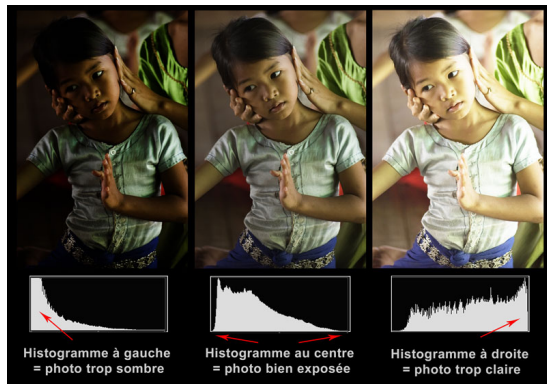 Histogramme à gauche
= photo trop sombre
Histogramme au centre
= photo bien exposée
Histogramme à droite
= photo trop claire